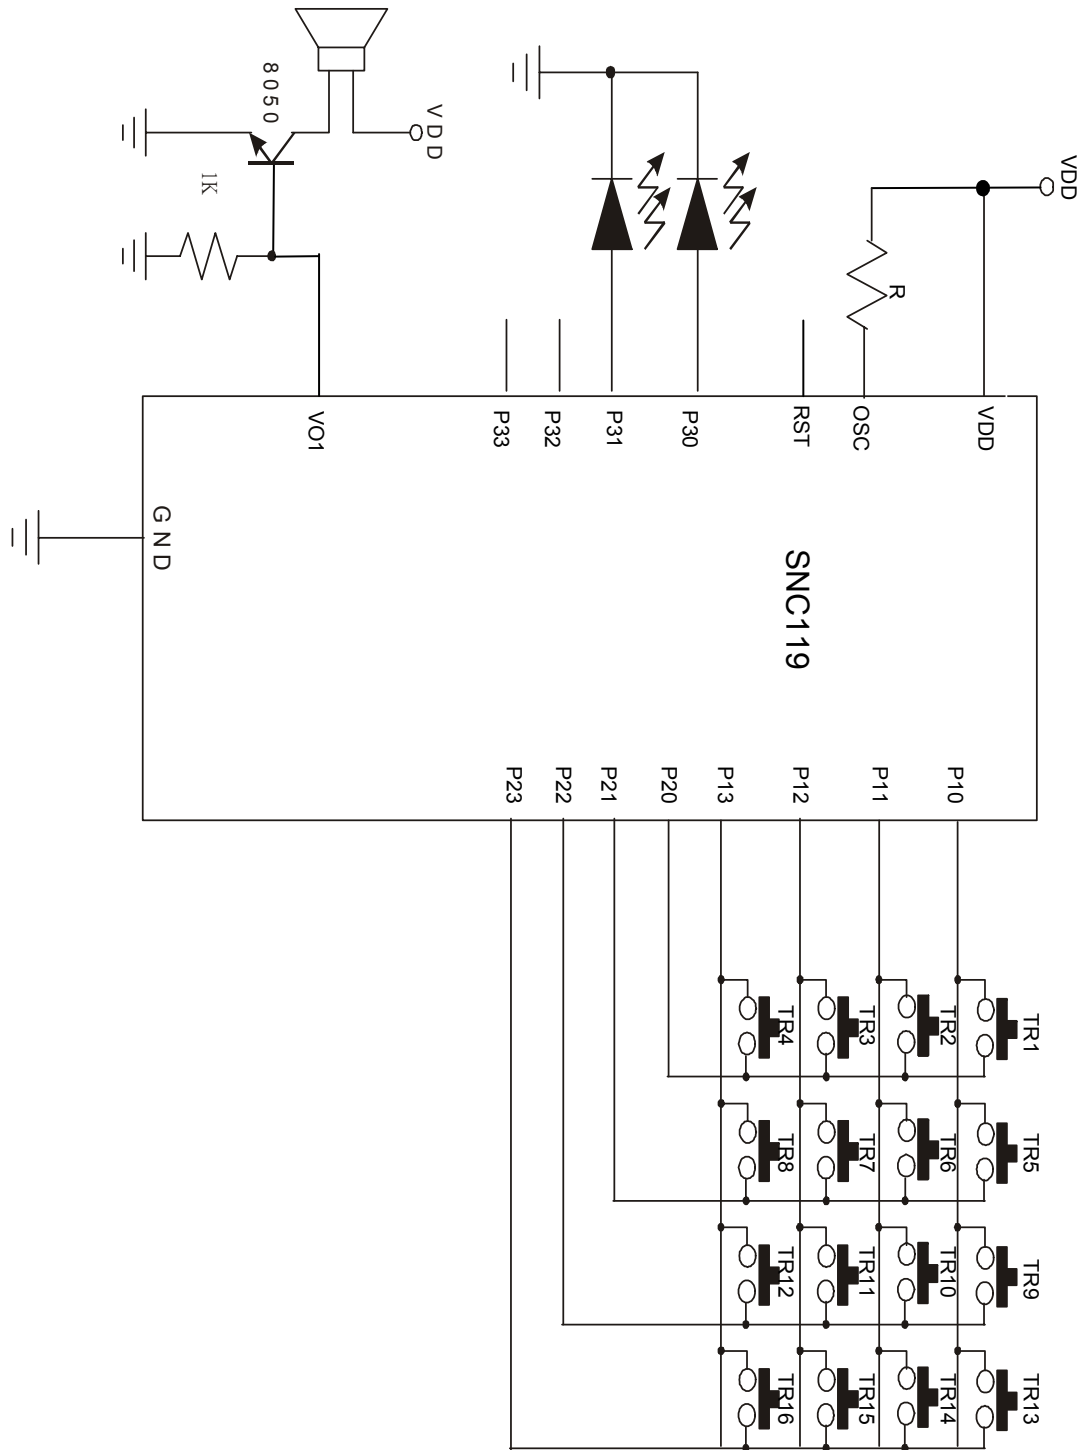 VDD
VDD
8050
1K
R
VDD
OSC
RST
P30
P31
P32
P33
VO1
GND
SNC119
P10
P11
P12
P13
P20
P21
P22
P23
TR1
TR2
TR3
TR4
TR5
TR6
TR7
TR8
TR9
TR10
TR11
TR12
TR13
TR14
TR15
TR16